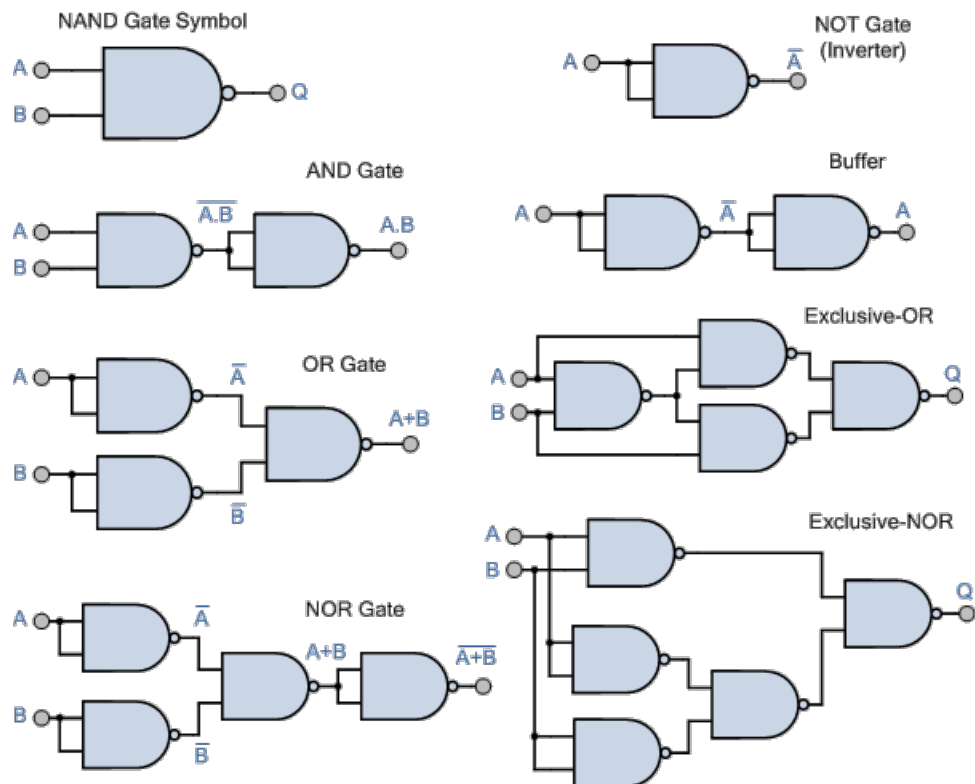 NAND Gate Symbol
A
B
Q
NOT Gate
(Inverter)
A
A̅
AND Gate
A
B
A̅.̅B̅
A.B
Buffer
A
A̅
A
OR Gate
A
B
A̅
B̅
A+B
Exclusive-OR
A
B
Q
NOR Gate
A
B
A̅
B̅
A+B
A̅+̅B̅
Exclusive-NOR
A
B
Q